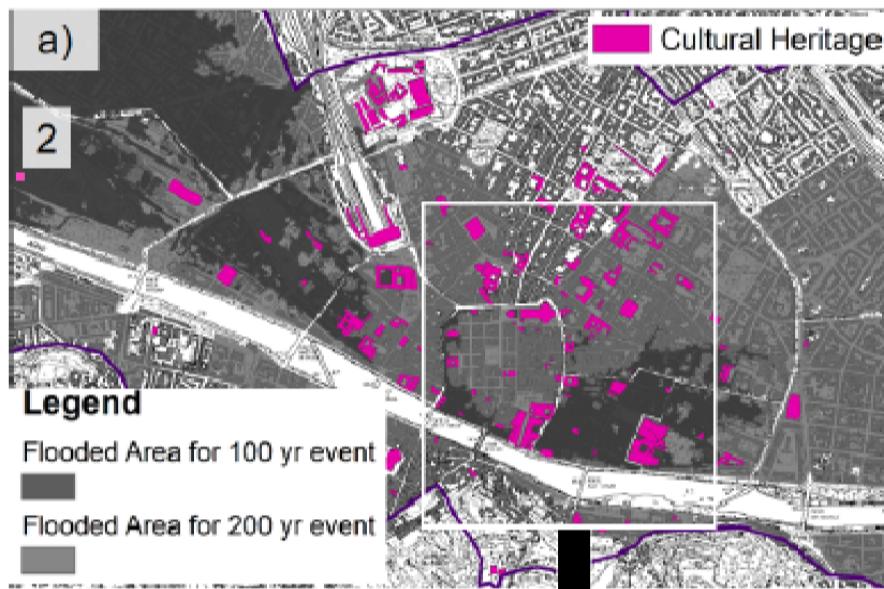 a)
Cultural Heritage
2
Legend
Flooded Area for 100 yr event
Flooded Area for 200 yr event